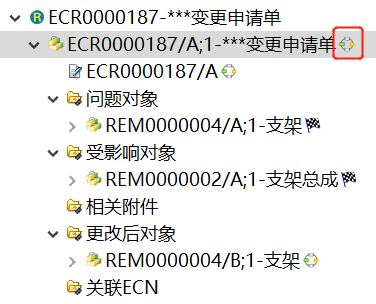 ECR0000187-***变更申请单
ECR0000187/A;1-***变更申请单
ECR0000187/A
问题对象
REM0000004/A;1-支架
受影响对象
REM0000002/A;1-支架总成
相关附件
更改后对象
REM0000004/B;1-支架
关联ECN